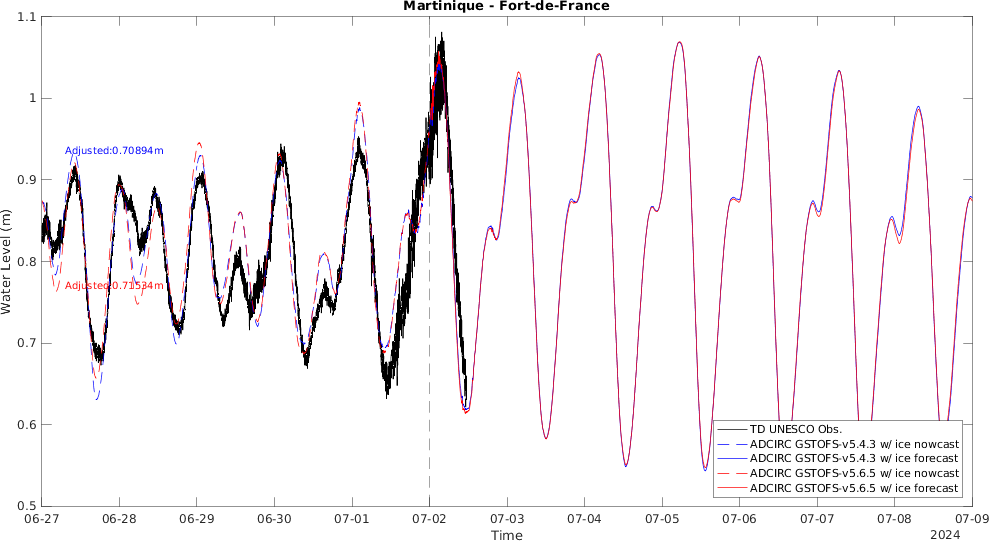 Martinique - Fort-de-France
1.1
1
0.9
0.8
0.7
0.6
0.5
Water Level (m)
Adjusted:0.70894m
Adjusted:0.71534m
TD UNESCO Obs.
ADCIRC GSTOFS-v5.4.3 w/ ice nowcast
ADCIRC GSTOFS-v5.4.3 w/ ice forecast
ADCIRC GSTOFS-v5.6.5 w/ ice nowcast
ADCIRC GSTOFS-v5.6.5 w/ ice forecast
06-27 06-28 06-29 06-30 07-01 07-02 07-03 07-04 07-05 07-06 07-07 07-08 07-09
Time
2024